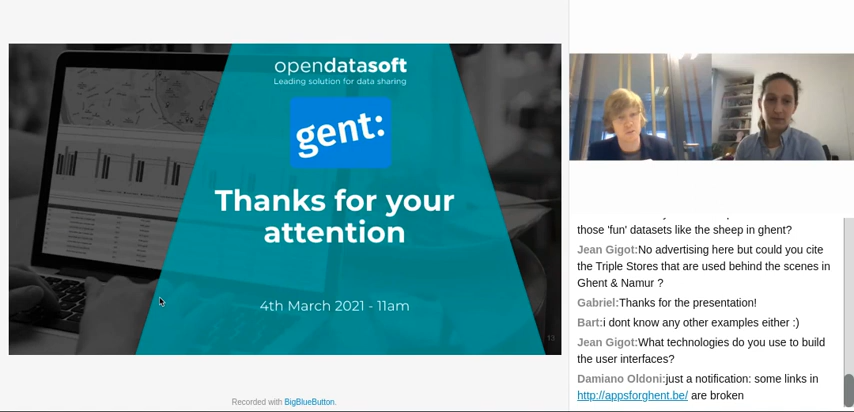 opendatasoft
Leading solution for data sharing
gent:
Thanks for your
attention
4th March 2021 - 11am
13
Recorded with BigBlueButton.
those 'fun' datasets like the sheep in ghent?
Jean Gigot:No advertising here but could you cite
the Triple Stores that are used behind the scenes in
Ghent & Namur ?
Gabriel:Thanks for the presentation!
Bart:i dont know any other examples either :)
Jean Gigot:What technologies do you use to build
the user interfaces?
Damiano Oldoni:just a notification: some links in
http://appsforghent.be/ are broken